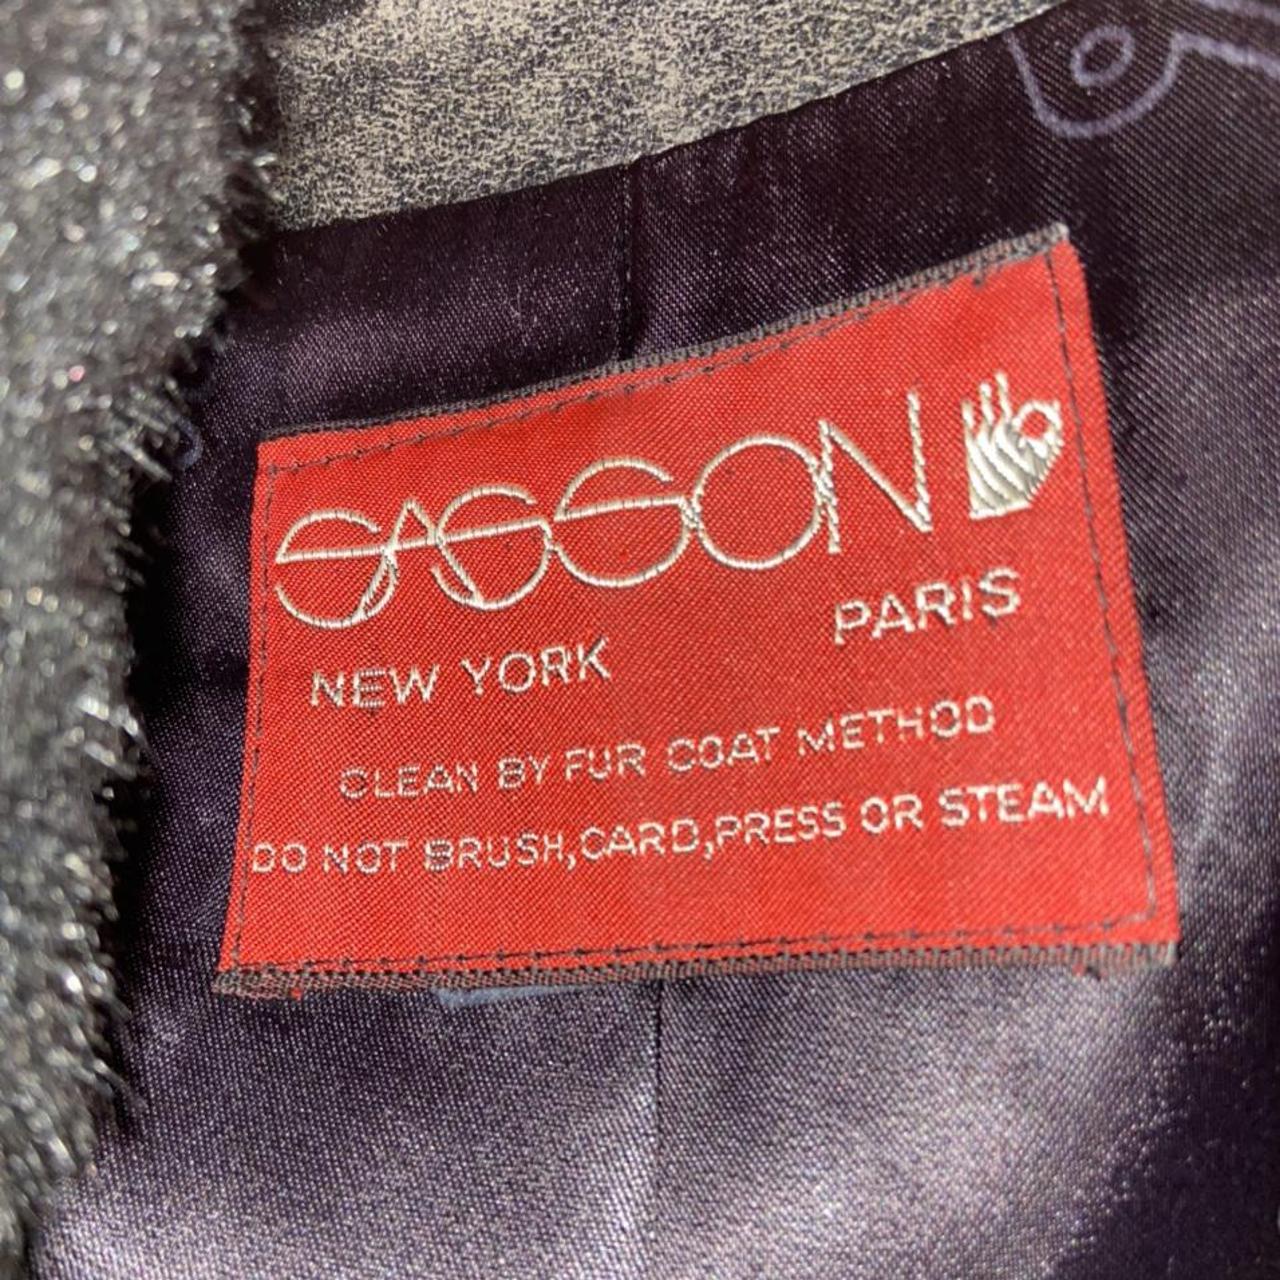 SASSON
NEW YORK PARIS
CLEAN BY FUR COAT METHOD
DO NOT BRUSH,CARD,PRESS OR STEAM